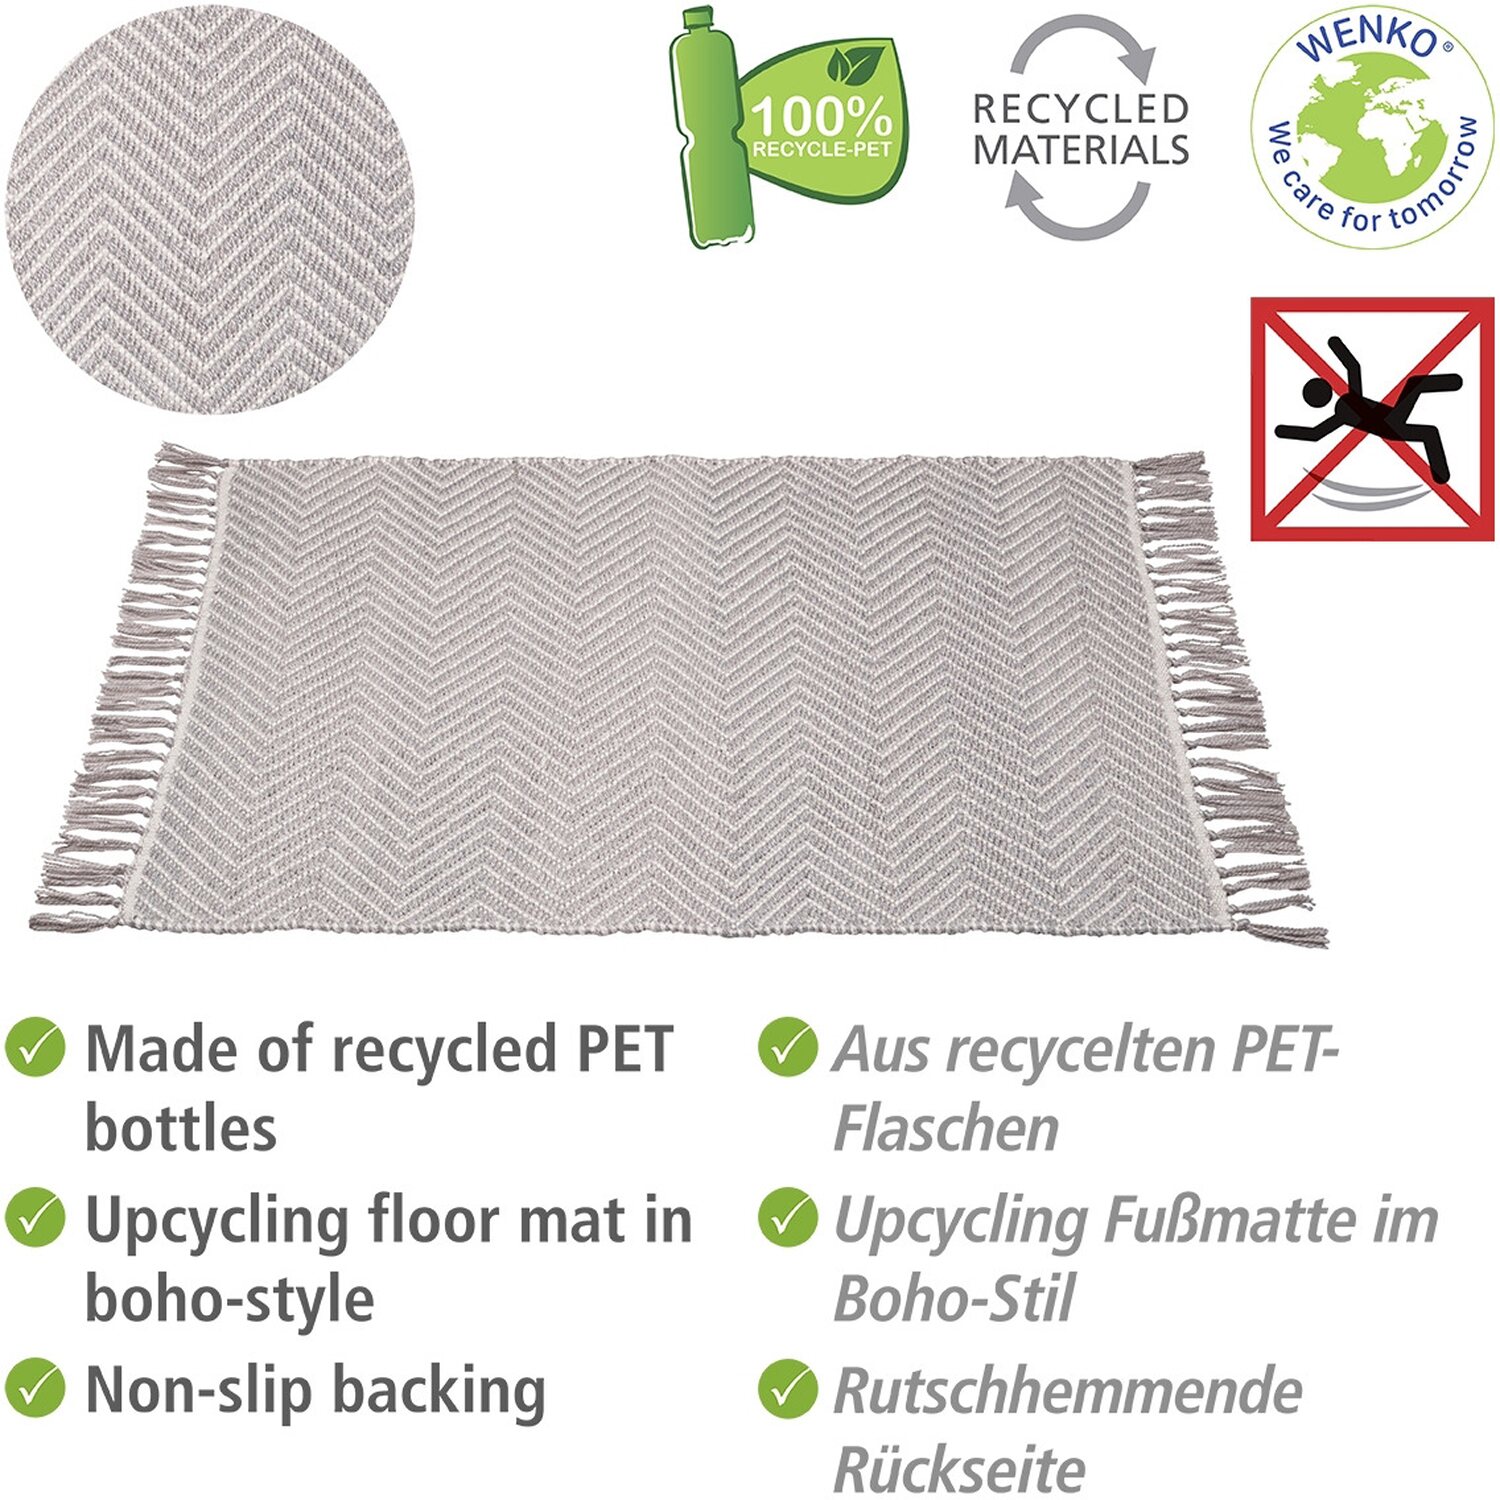 100%
RECYCLE-PET
RECYCLED
MATERIALS
WENKO®
We care for tomorrow
Made of recycled PET
bottles
Upcycling floor mat in
boho-style
Non-slip backing
Aus recycelten PET-
Flaschen
Upcycling Fußmatte im
Boho-Stil
Rutschhemmende
Rückseite